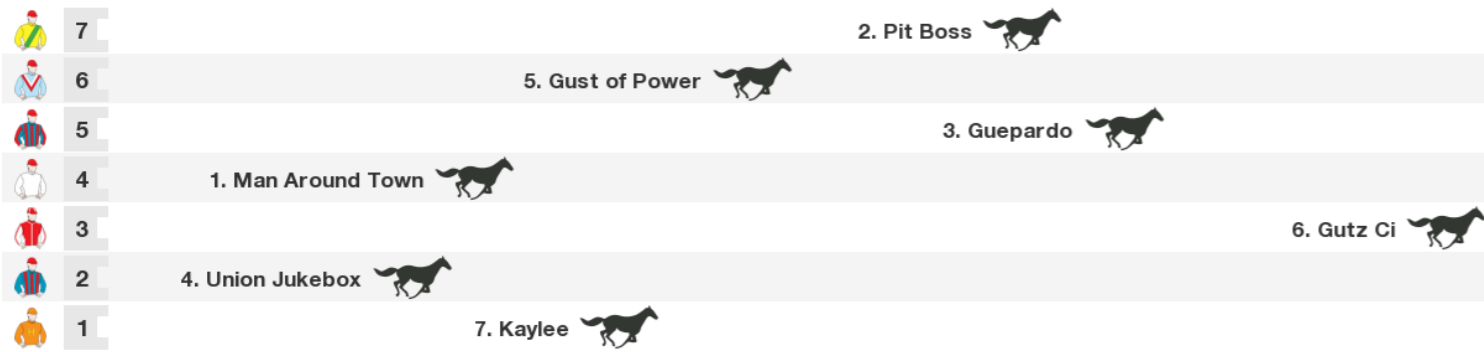 7 2. Pit Boss
6 5. Gust of Power
5 3. Guepardo
4 1. Man Around Town
3 6. Gutz Ci
2 4. Union Jukebox
1 7. Kaylee